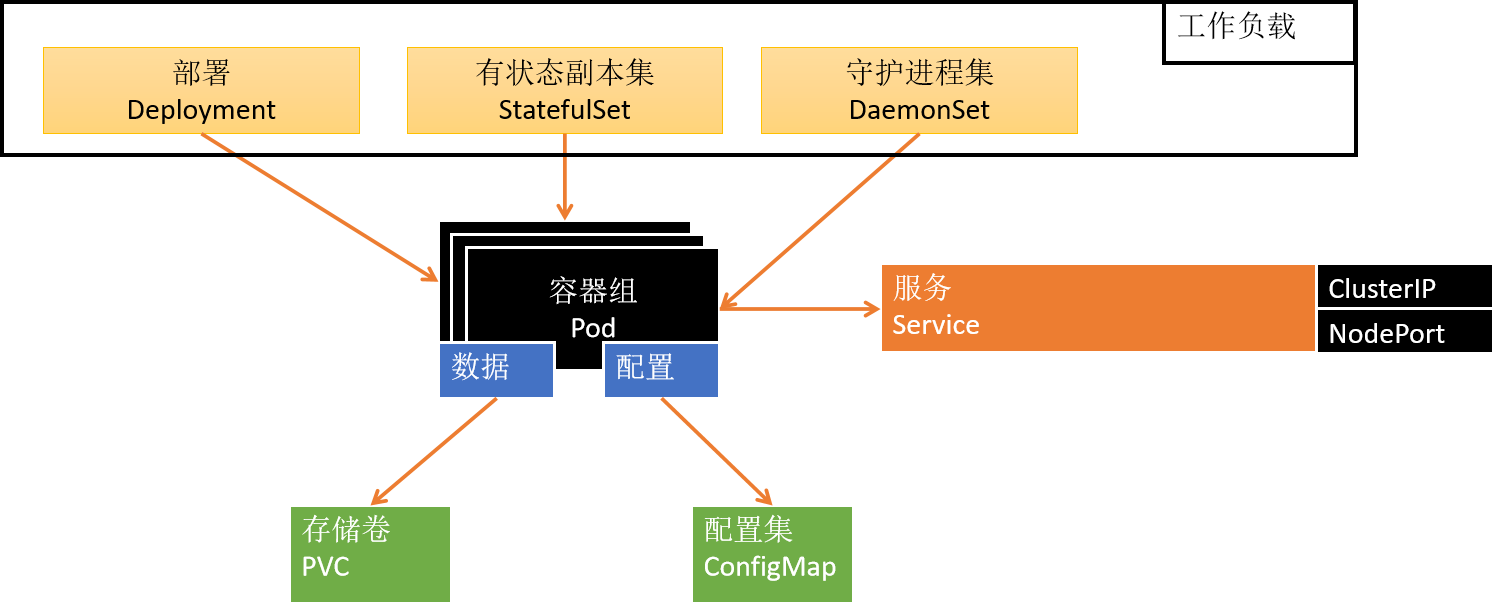 工作负载
部署
Deployment
有状态副本集
StatefulSet
守护进程集
DaemonSet
容器组
Pod
数据
配置
服务
Service
ClusterIP
NodePort
存储卷
PVC
配置集
ConfigMap